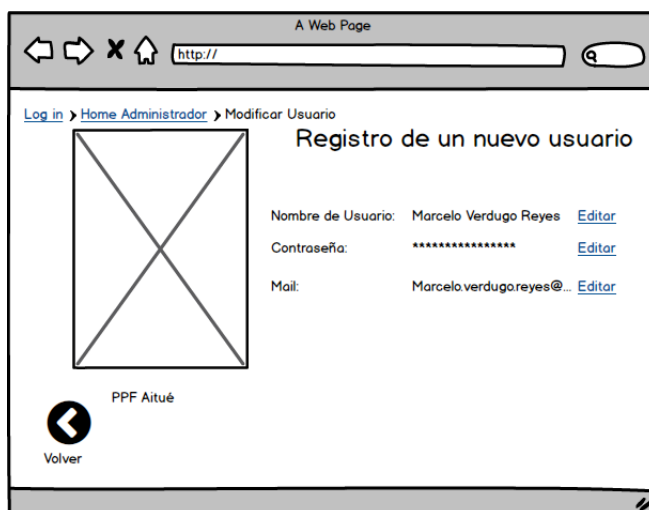 A Web Page
http://
Log in > Home Administrador > Modificar Usuario
Registro de un nuevo usuario
Nombre de Usuario: Marcelo Verdugo Reyes Editar
Contraseña: **************** Editar
Mail: Marcelo.verdugo.reyes@... Editar
PPF Aitué
Volver